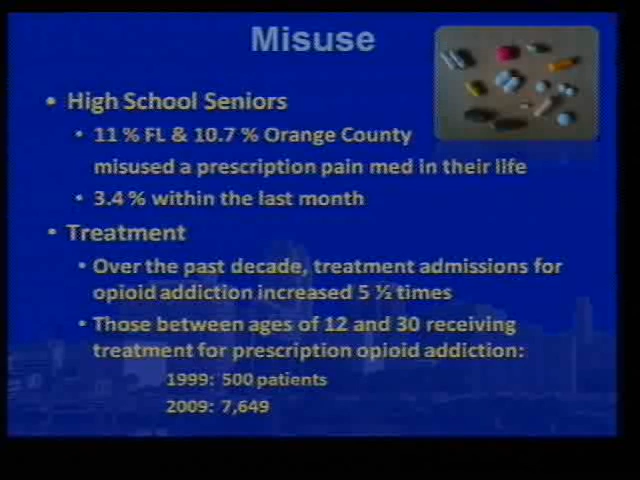 Misuse
• High School Seniors
• 11 % FL & 10.7 % Orange County
misused a prescription pain med in their life
• 3.4 % within the last month
• Treatment
• Over the past decade, treatment admissions for
opioid addiction increased 5 ½ times
• Those between ages of 12 and 30 receiving
treatment for prescription opioid addiction:
1999: 500 patients
2009: 7,649